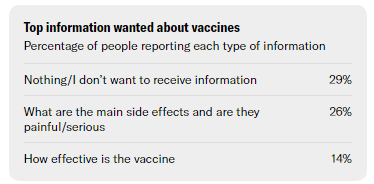 Top information wanted about vaccines
Percentage of people reporting each type of information
Nothing/I don't want to receive information 29%
What are the main side effects and are they 26%
painful/serious
How effective is the vaccine 14%